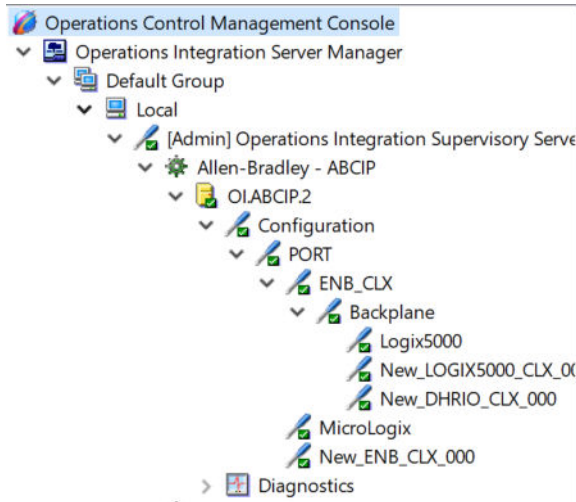 Operations Control Management Console
Operations Integration Server Manager
Default Group
Local
[Admin] Operations Integration Supervisory Serve
Allen-Bradley - ABCIP
OI.ABCIP.2
Configuration
PORT
ENB_CLX
Backplane
Logix5000
New_LOGIX5000_CLX_00
New_DHRIO_CLX_000
MicroLogix
New_ENB_CLX_000
Diagnostics